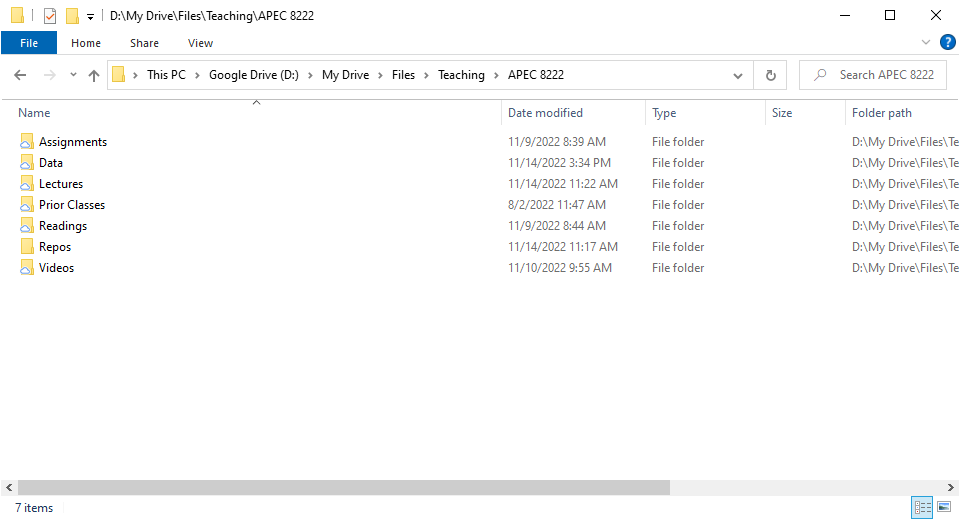 D:\My Drive\Files\Teaching\APEC 8222
File Home Share View
This PC > Google Drive (D:) > My Drive > Files > Teaching > APEC 8222 Search APEC 8222
Name Date modified Type Size Folder path
Assignments 11/9/2022 8:39 AM File folder D:\My Drive\Files\Te
Data 11/14/2022 3:34 PM File folder D:\My Drive\Files\Te
Lectures 11/14/2022 11:22 AM File folder D:\My Drive\Files\Te
Prior Classes 8/2/2022 11:47 AM File folder D:\My Drive\Files\Te
Readings 11/9/2022 8:44 AM File folder D:\My Drive\Files\Te
Repos 11/14/2022 11:17 AM File folder D:\My Drive\Files\Te
Videos 11/10/2022 9:55 AM File folder D:\My Drive\Files\Te
7 items